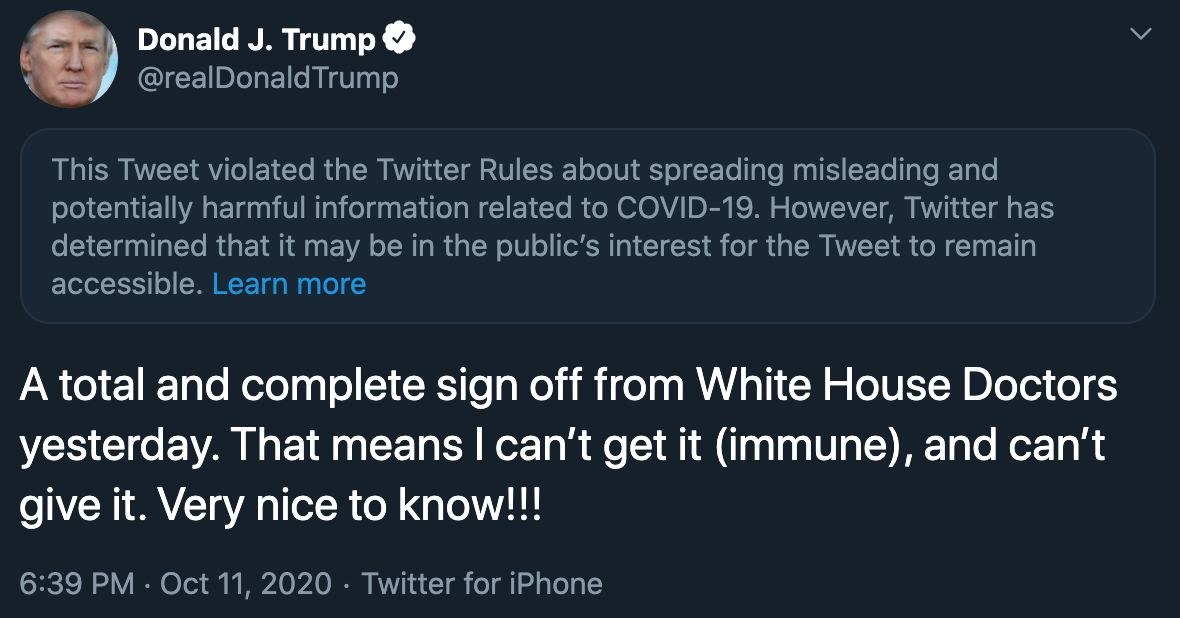 Donald J. Trump
@realDonaldTrump
This Tweet violated the Twitter Rules about spreading misleading and
potentially harmful information related to COVID-19. However, Twitter has
determined that it may be in the public’s interest for the Tweet to remain
accessible. Learn more
A total and complete sign off from White House Doctors
yesterday. That means I can’t get it (immune), and can’t
give it. Very nice to know!!!
6:39 PM · Oct 11, 2020 · Twitter for iPhone